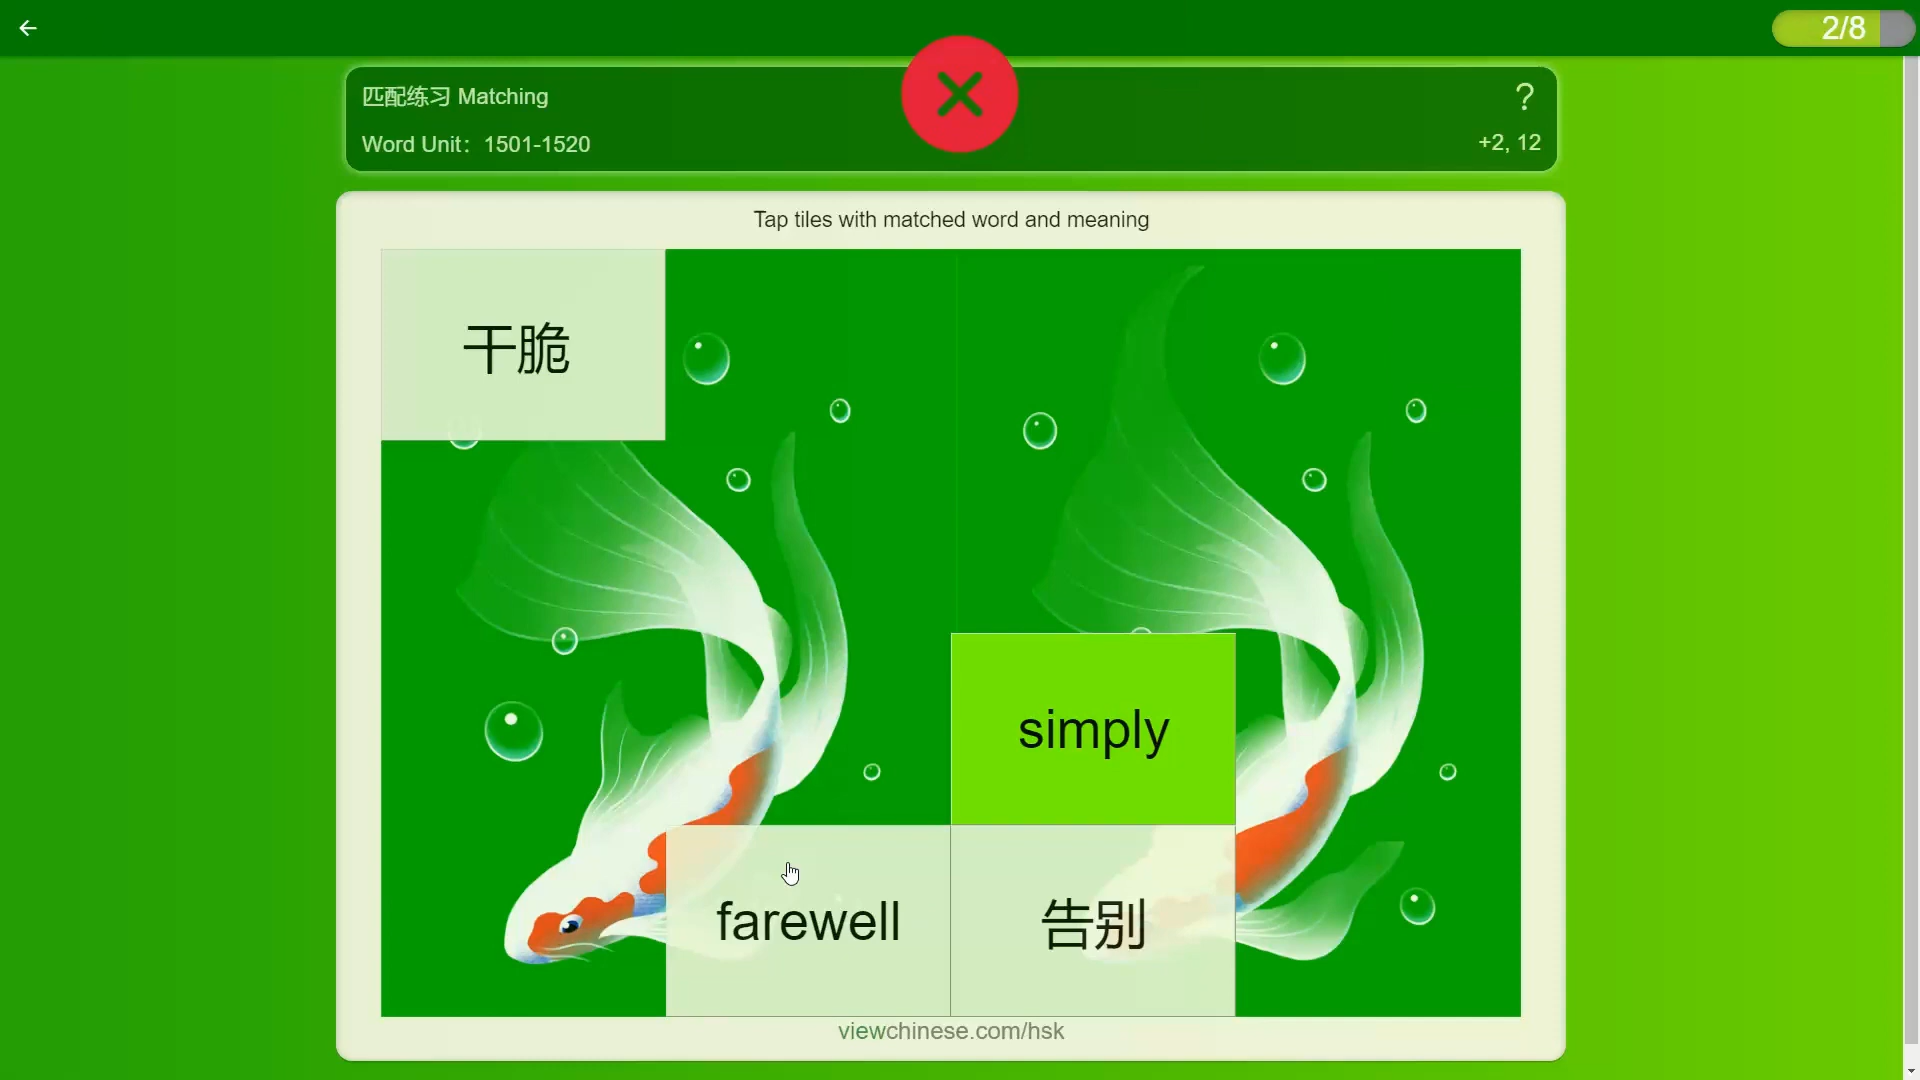 2/8
匹配练习 Matching
?
Word Unit：1501-1520
+2, 12
Tap tiles with matched word and meaning
干脆
simply
farewell
告别
viewchinese.com/hsk